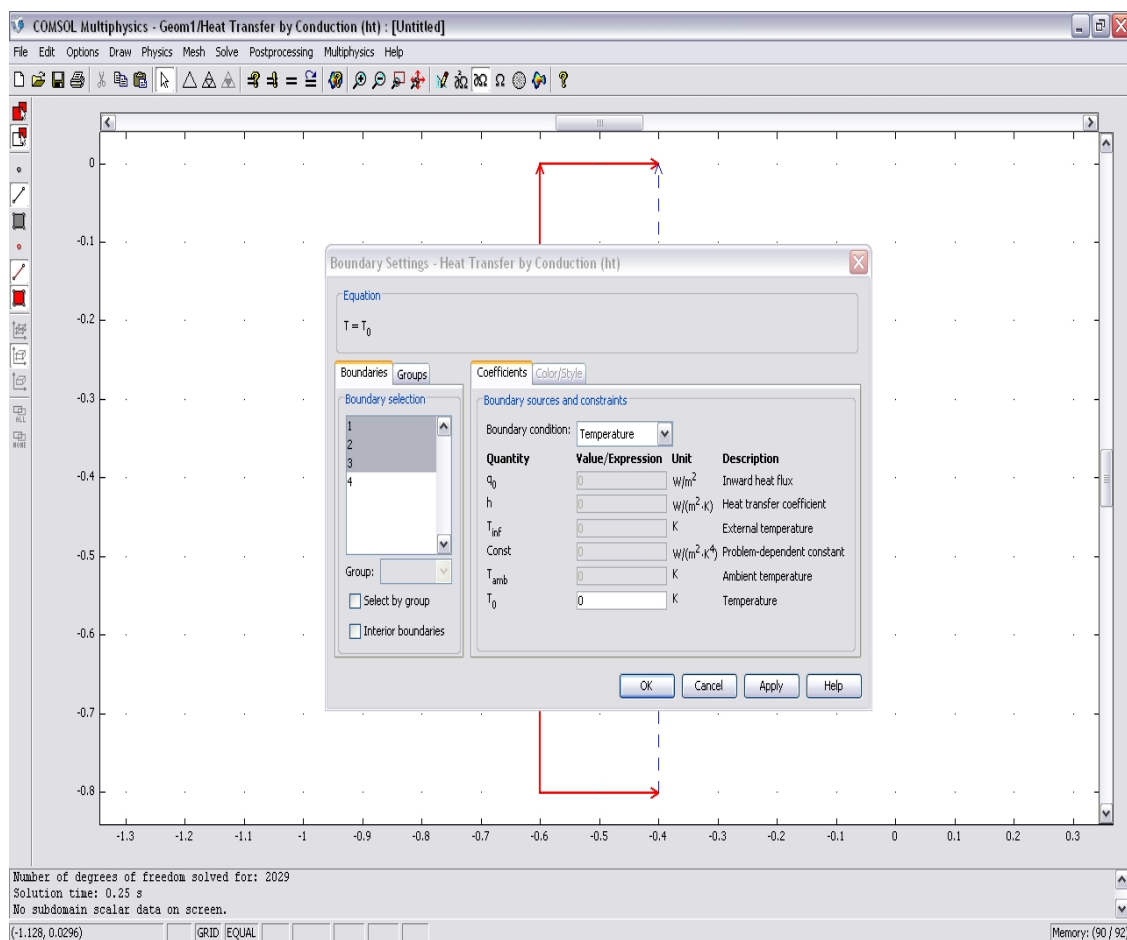 COMSOL Multiphysics - Geom1/Heat Transfer by Conduction (ht) : [Untitled]
File Edit Options Draw Physics Mesh Solve Postprocessing Multiphysics Help
0
-0.1
-0.2
-0.3
-0.4
-0.5
-0.6
-0.7
-0.8
-1.3 -1.2 -1.1 -1 -0.9 -0.8 -0.7 -0.6 -0.5 -0.4 -0.3 -0.2 -0.1 0 0.1 0.2 0.3
ALL
NONE
Boundary Settings - Heat Transfer by Conduction (ht)
Equation
T = T₀
Boundaries Groups
Boundary selection
1
2
3
4
Group:
Select by group
Interior boundaries
Coefficients Color/Style
Boundary sources and constraints
Boundary condition: Temperature
Quantity Value/Expression Unit Description
q₀ 0 W/m² Inward heat flux
h 0 W/(m²·K) Heat transfer coefficient
T_inf 0 K External temperature
Const 0 W/(m²·K⁴) Problem-dependent constant
T_amb 0 K Ambient temperature
T₀ 0 K Temperature
OK Cancel Apply Help
Number of degrees of freedom solved for: 2029
Solution time: 0.25 s
No subdomain scalar data on screen.
(-1.128, 0.0296) GRID EQUAL Memory: (90 / 92)